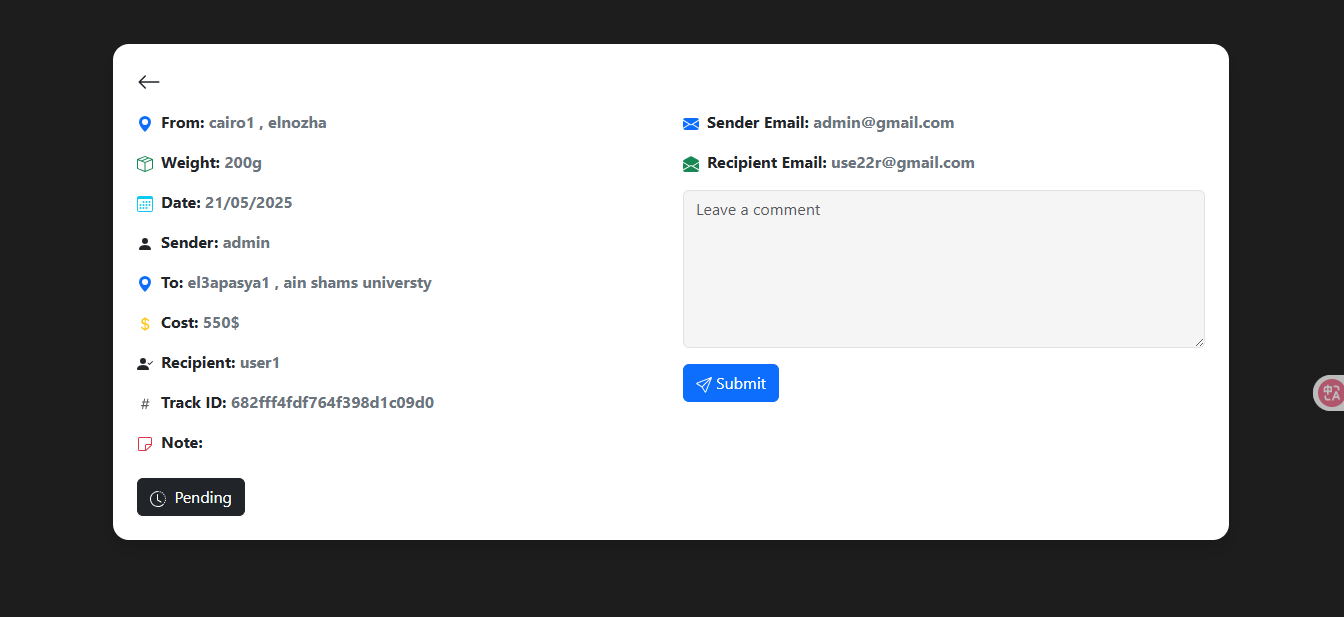 From: cairo1 , elnozha
Weight: 200g
Date: 21/05/2025
Sender: admin
To: el3apasya1 , ain shams universty
Cost: 550$
Recipient: user1
# Track ID: 682fff4fdf764f398d1c09d0
Note:
Pending
Sender Email: admin@gmail.com
Recipient Email: use22r@gmail.com
Leave a comment
Submit